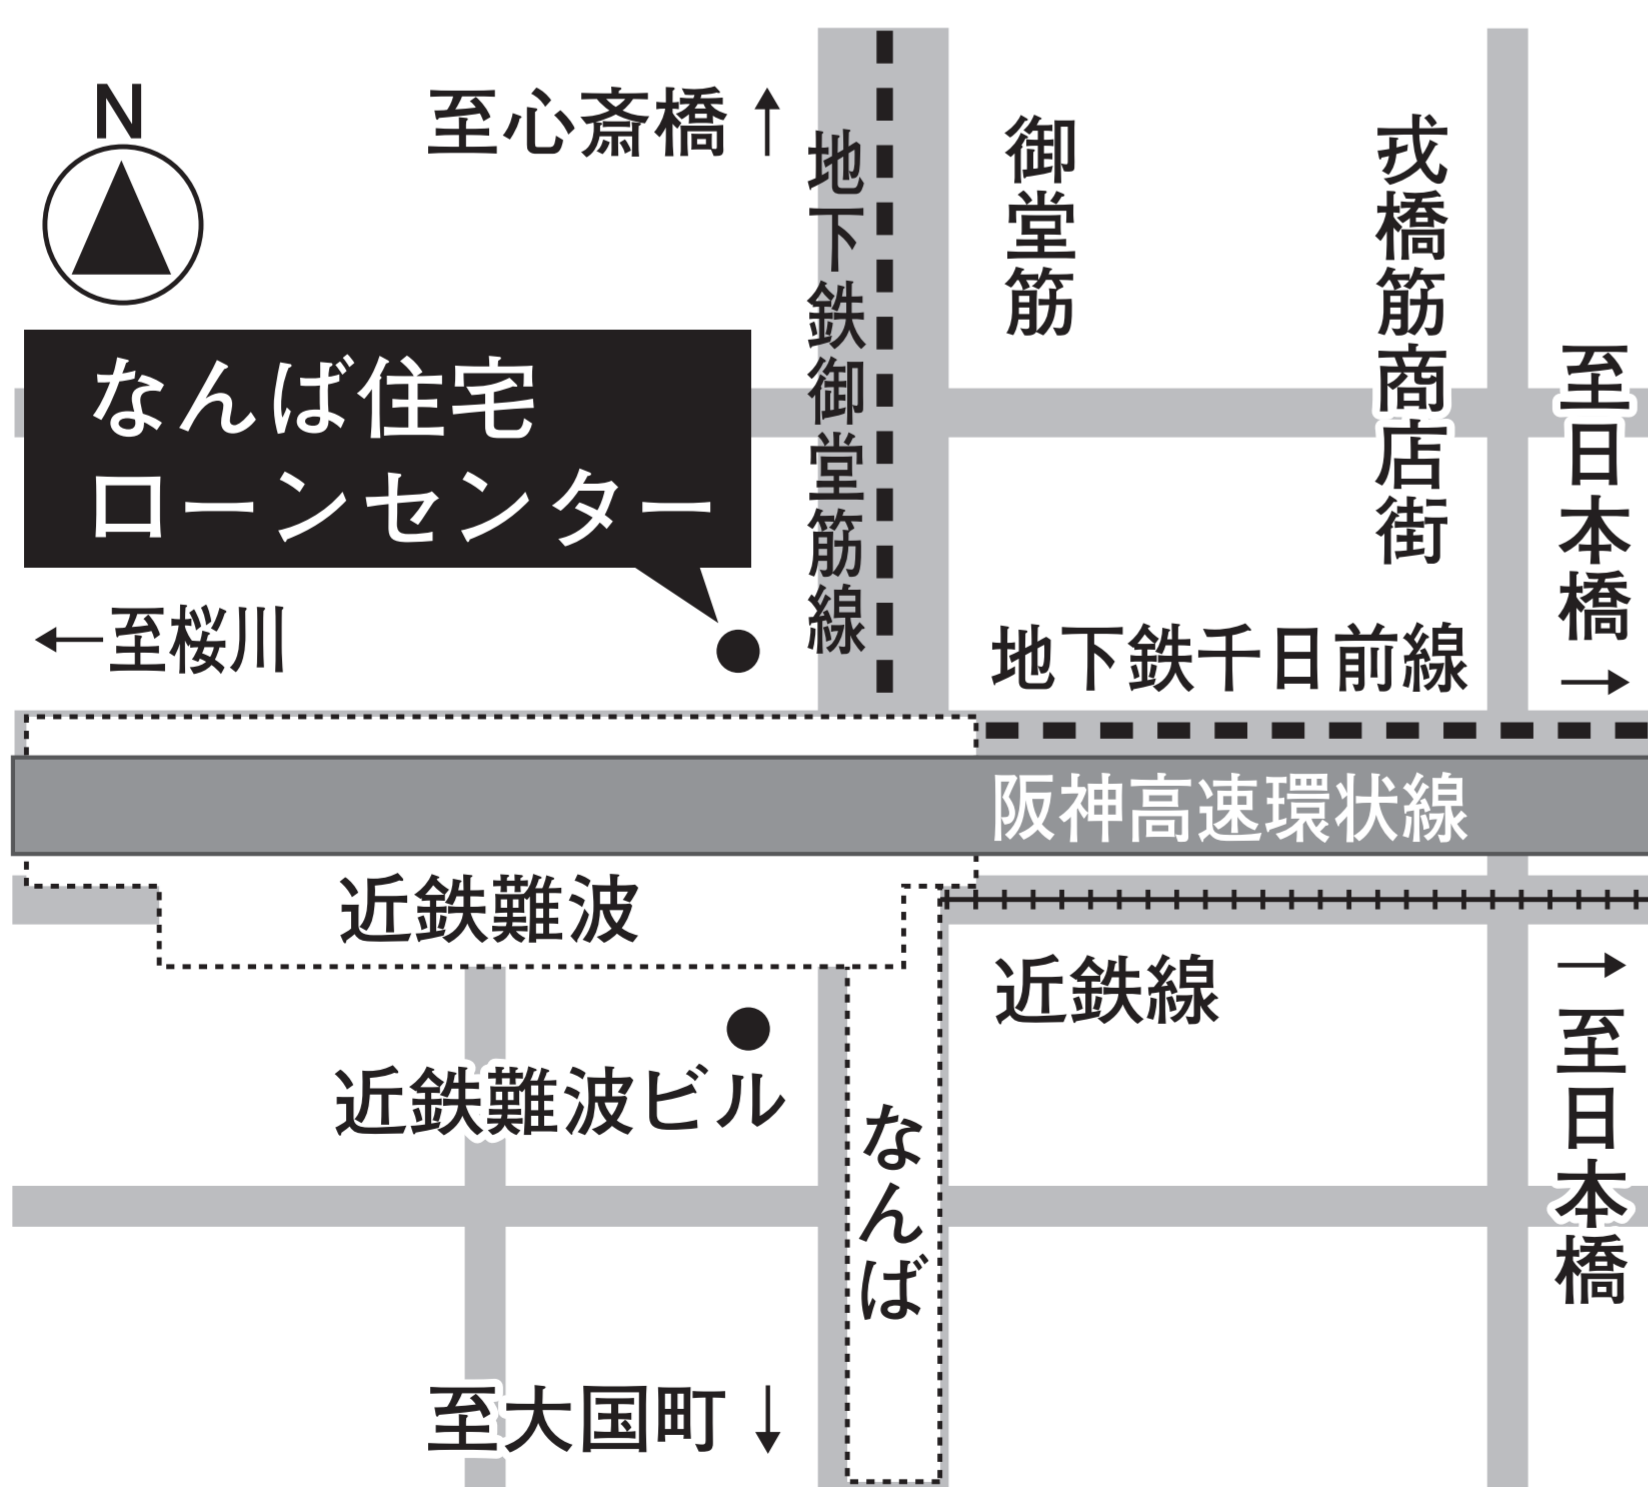 N
至心斎橋↑
地下鉄御堂筋線
御堂筋
戎橋筋商店街
至日本橋→
なんば住宅
ローンセンター
←至桜川
地下鉄千日前線
阪神高速環状線
近鉄難波
近鉄線
→至日本橋
近鉄難波ビル
なんば
至大国町↓